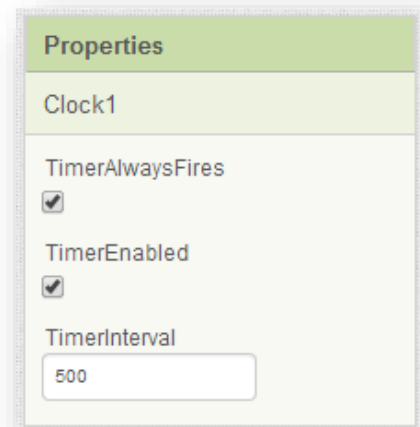 Properties
Clock1
TimerAlwaysFires
TimerEnabled
TimerInterval
500